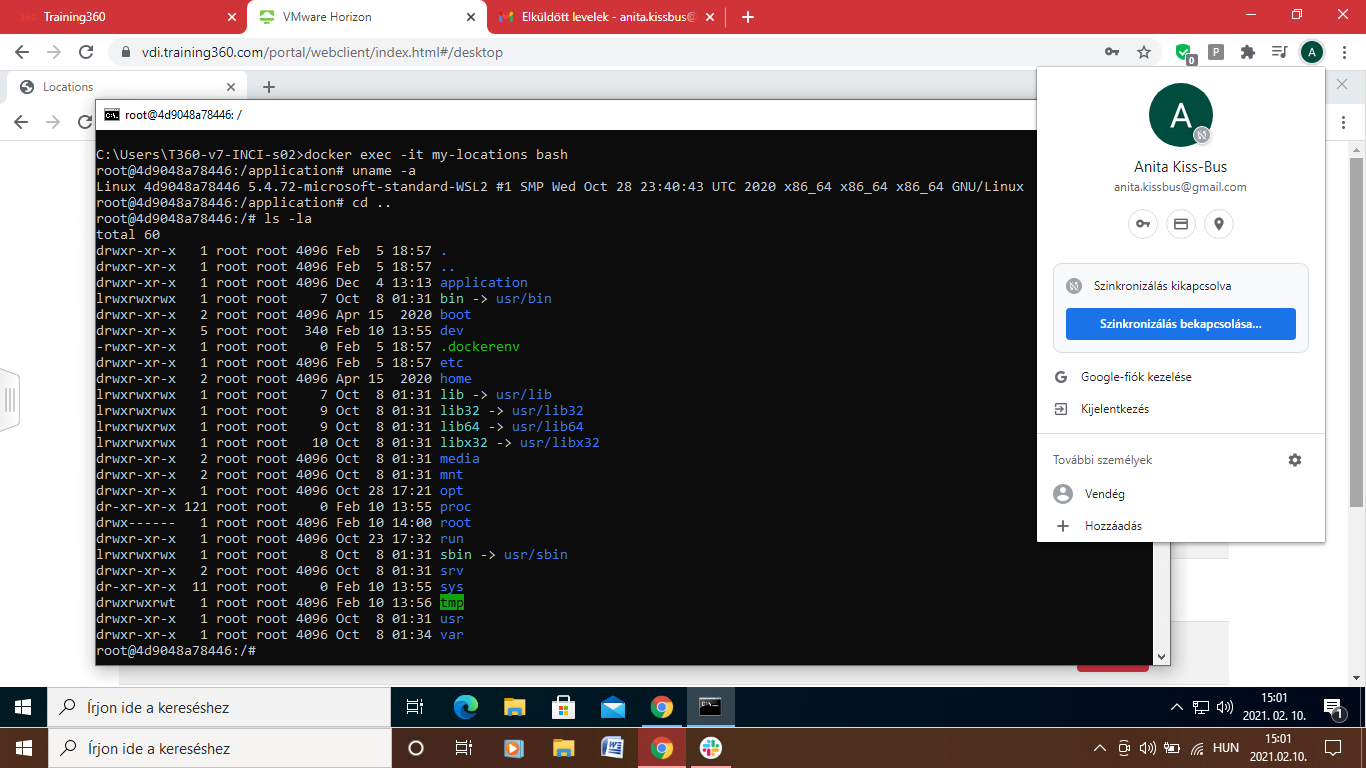 Training360
VMware Horizon
Elküldött levelek - anita.kissbus@
vdi.training360.com/portal/webclient/index.html#/desktop
0
P
A
Locations
root@4d9048a78446: /
C:\Users\T360-v7-INCI-s02>docker exec -it my-locations bash
root@4d9048a78446:/application# uname -a
Linux 4d9048a78446 5.4.72-microsoft-standard-WSL2 #1 SMP Wed Oct 28 23:40:43 UTC 2020 x86_64 x86_64 x86_64 GNU/Linux
root@4d9048a78446:/application# cd ..
root@4d9048a78446:/# ls -la
total 60
drwxr-xr-x   1 root root 4096 Feb  5 18:57 .
drwxr-xr-x   1 root root 4096 Feb  5 18:57 ..
drwxr-xr-x   1 root root 4096 Dec  4 13:13 application
lrwxrwxrwx   1 root root    7 Oct  8 01:31 bin -> usr/bin
drwxr-xr-x   2 root root 4096 Apr 15  2020 boot
drwxr-xr-x   5 root root  340 Feb 10 13:55 dev
-rwxr-xr-x   1 root root    0 Feb  5 18:57 .dockerenv
drwxr-xr-x   1 root root 4096 Feb  5 18:57 etc
drwxr-xr-x   2 root root 4096 Apr 15  2020 home
lrwxrwxrwx   1 root root    7 Oct  8 01:31 lib -> usr/lib
lrwxrwxrwx   1 root root    9 Oct  8 01:31 lib32 -> usr/lib32
lrwxrwxrwx   1 root root    9 Oct  8 01:31 lib64 -> usr/lib64
lrwxrwxrwx   1 root root   10 Oct  8 01:31 libx32 -> usr/libx32
drwxr-xr-x   2 root root 4096 Oct  8 01:31 media
drwxr-xr-x   2 root root 4096 Oct  8 01:31 mnt
drwxr-xr-x   1 root root 4096 Oct 28 17:21 opt
dr-xr-xr-x 121 root root    0 Feb 10 13:55 proc
drwx------   1 root root 4096 Feb 10 14:00 root
drwxr-xr-x   1 root root 4096 Oct 23 17:32 run
lrwxrwxrwx   1 root root    8 Oct  8 01:31 sbin -> usr/sbin
drwxr-xr-x   2 root root 4096 Oct  8 01:31 srv
dr-xr-xr-x  11 root root    0 Feb 10 13:55 sys
drwxrwxrwt   1 root root 4096 Feb 10 13:56 tmp
drwxr-xr-x   1 root root 4096 Oct  8 01:31 usr
drwxr-xr-x   1 root root 4096 Oct  8 01:34 var
root@4d9048a78446:/#
A
Anita Kiss-Bus
anita.kissbus@gmail.com
Szinkronizálás kikapcsolva
Szinkronizálás bekapcsolása...
Google-fiók kezelése
Kijelentkezés
További személyek
Vendég
Hozzáadás
Írjon ide a kereséshez
15:01
2021. 02. 10.
1
Írjon ide a kereséshez
HUN
15:01
2021.02.10.